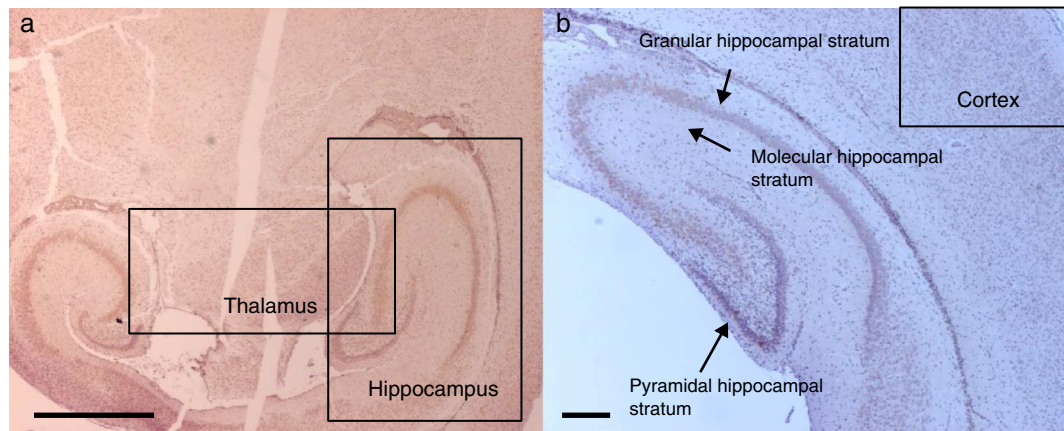 a
Thalamus
Hippocampus
b
Granular hippocampal stratum
Cortex
Molecular hippocampal
stratum
Pyramidal hippocampal
stratum